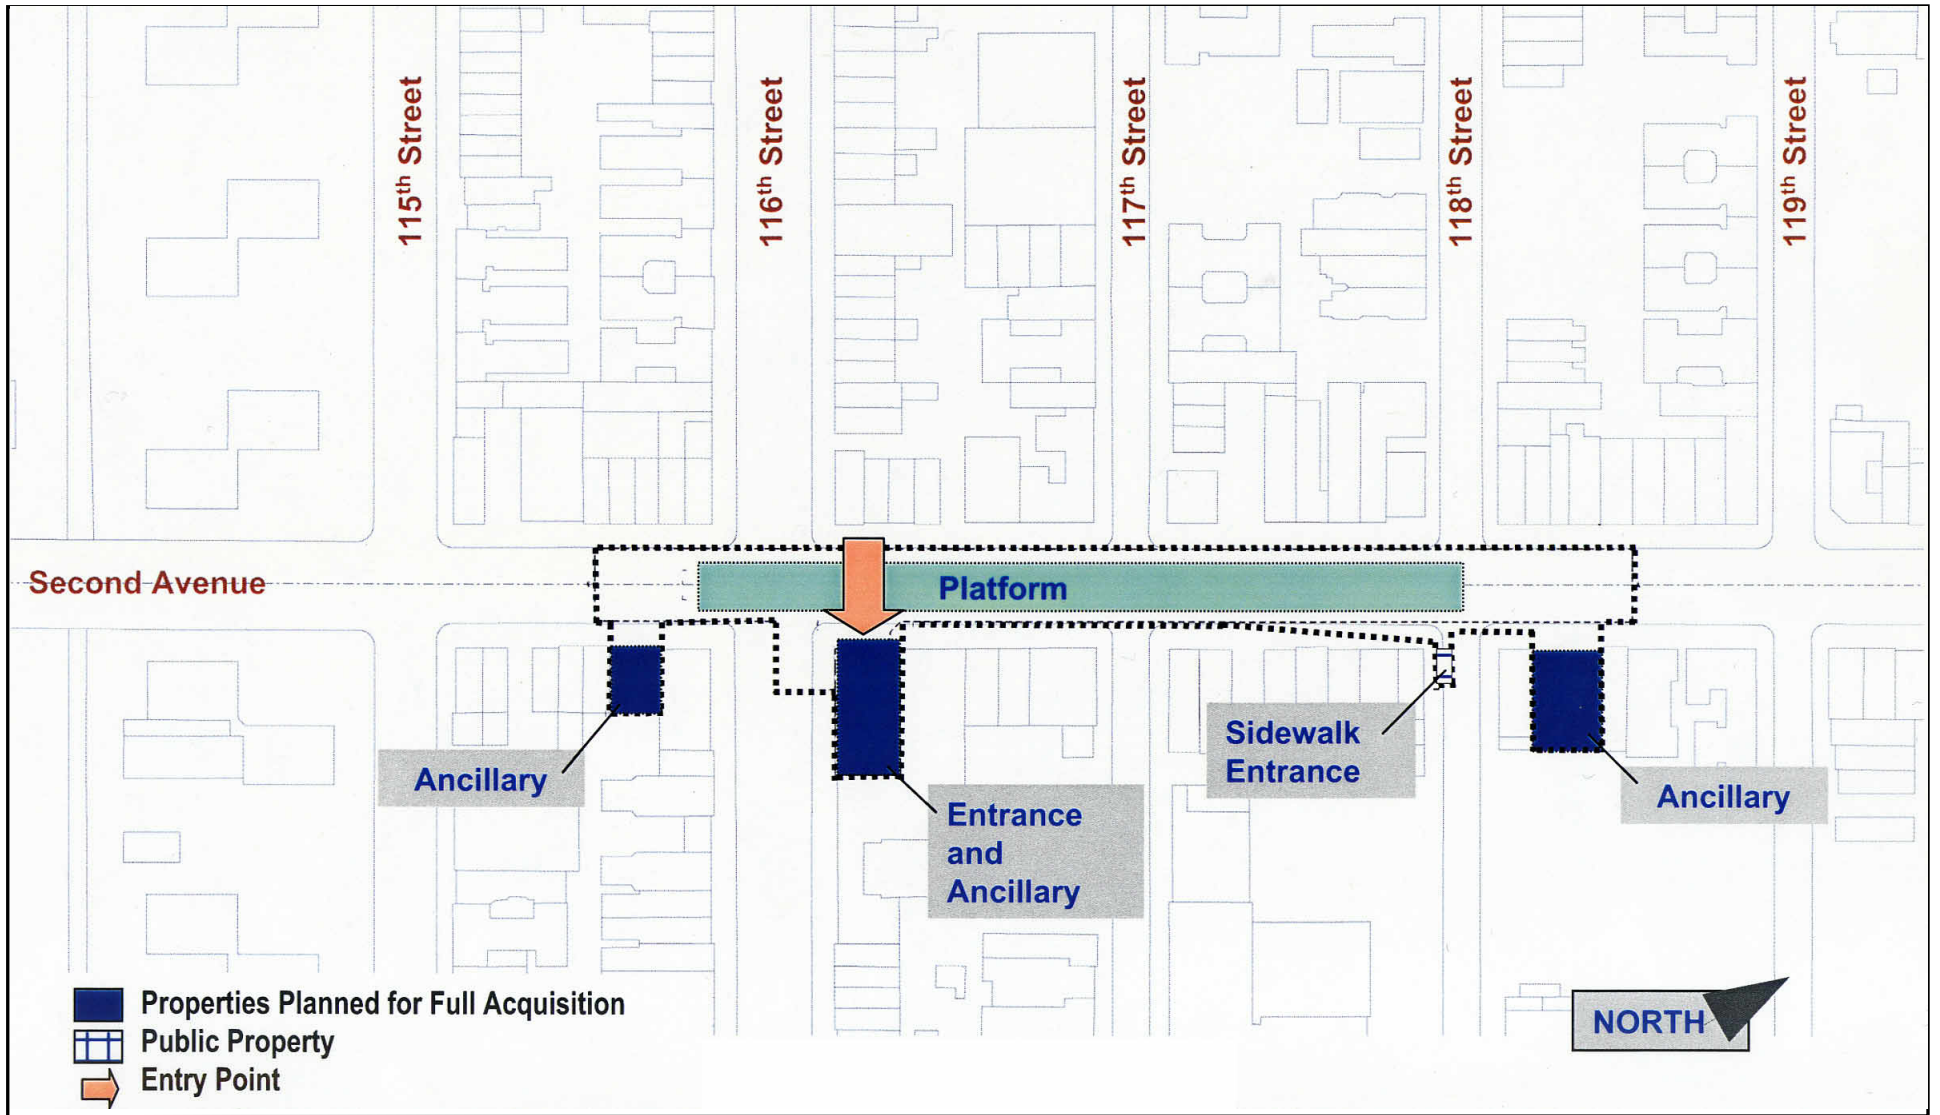 115th Street
116th Street
117th Street
118th Street
119th Street
Second Avenue
Platform
Ancillary
Entrance
and
Ancillary
Sidewalk
Entrance
Ancillary
Properties Planned for Full Acquisition
Public Property
Entry Point
NORTH